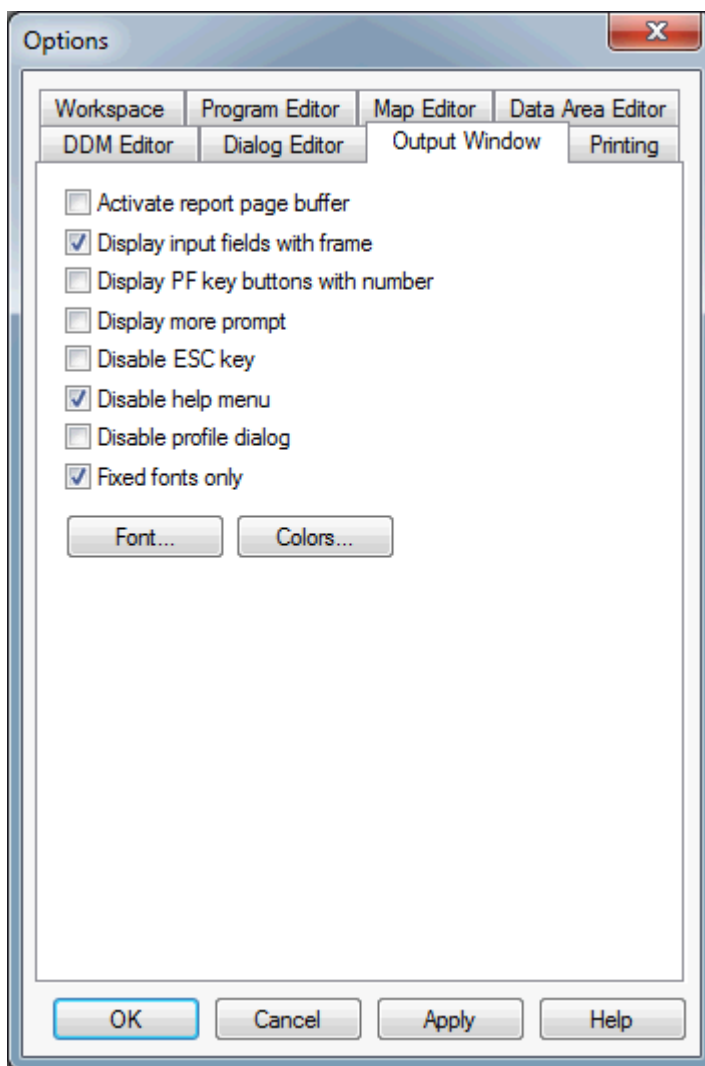 Options
Workspace Program Editor Map Editor Data Area Editor
DDM Editor Dialog Editor Output Window Printing
Activate report page buffer
Display input fields with frame
Display PF key buttons with number
Display more prompt
Disable ESC key
Disable help menu
Disable profile dialog
Fixed fonts only
Font... Colors...
OK Cancel Apply Help